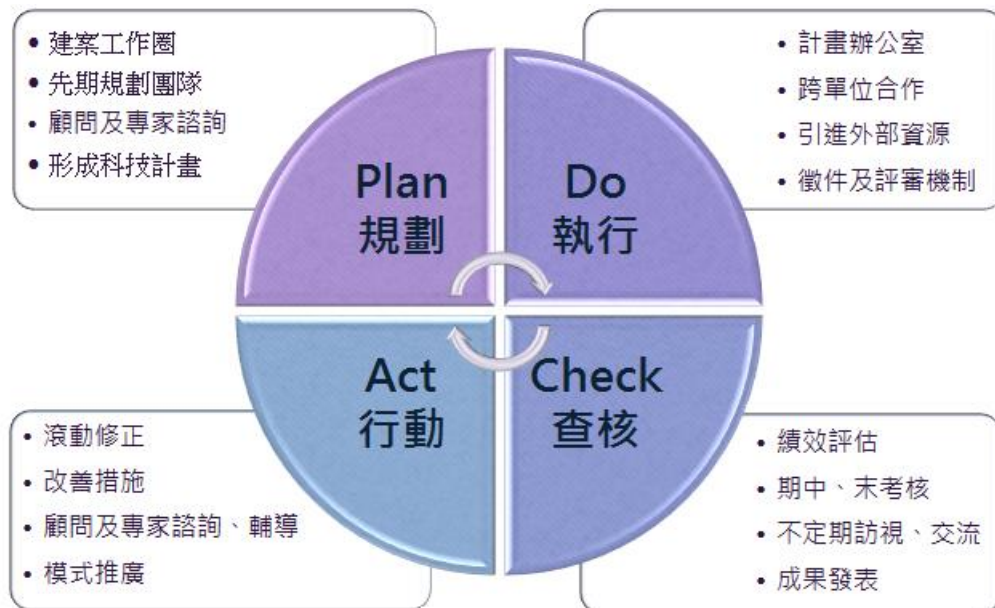 • 建案工作圈
• 先期規劃團隊
• 顧問及專家諮詢
• 形成科技計畫
• 計畫辦公室
• 跨單位合作
• 引進外部資源
• 徵件及評審機制
Plan
規劃
Do
執行
Act
行動
Check
查核
• 滾動修正
• 改善措施
• 顧問及專家諮詢、輔導
• 模式推廣
• 績效評估
• 期中、末考核
• 不定期訪視、交流
• 成果發表